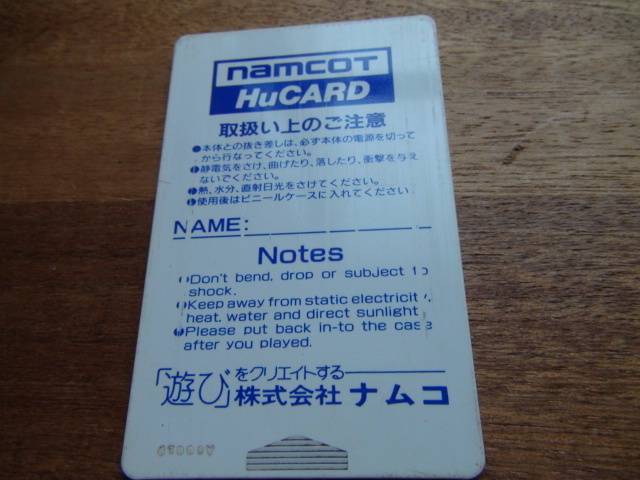 namcot
HuCARD
取扱い上のご注意
●本体との抜き差しは、必ず本体の電源を切って
から行なってください。
●静電気をさけ、曲げたり、落したり、衝撃を与え
ないでください。
●熱、水分、直射日光をさけてください。
●使用後はビニールケースに入れてください
NAME:
Notes
●Don't bend, drop or subject to
shock.
●Keep away from static electricity,
heat, water and direct sunlight
●Please put back in-to the case
after you played.
「遊び」をクリエイトする
株式会社 ナムコ